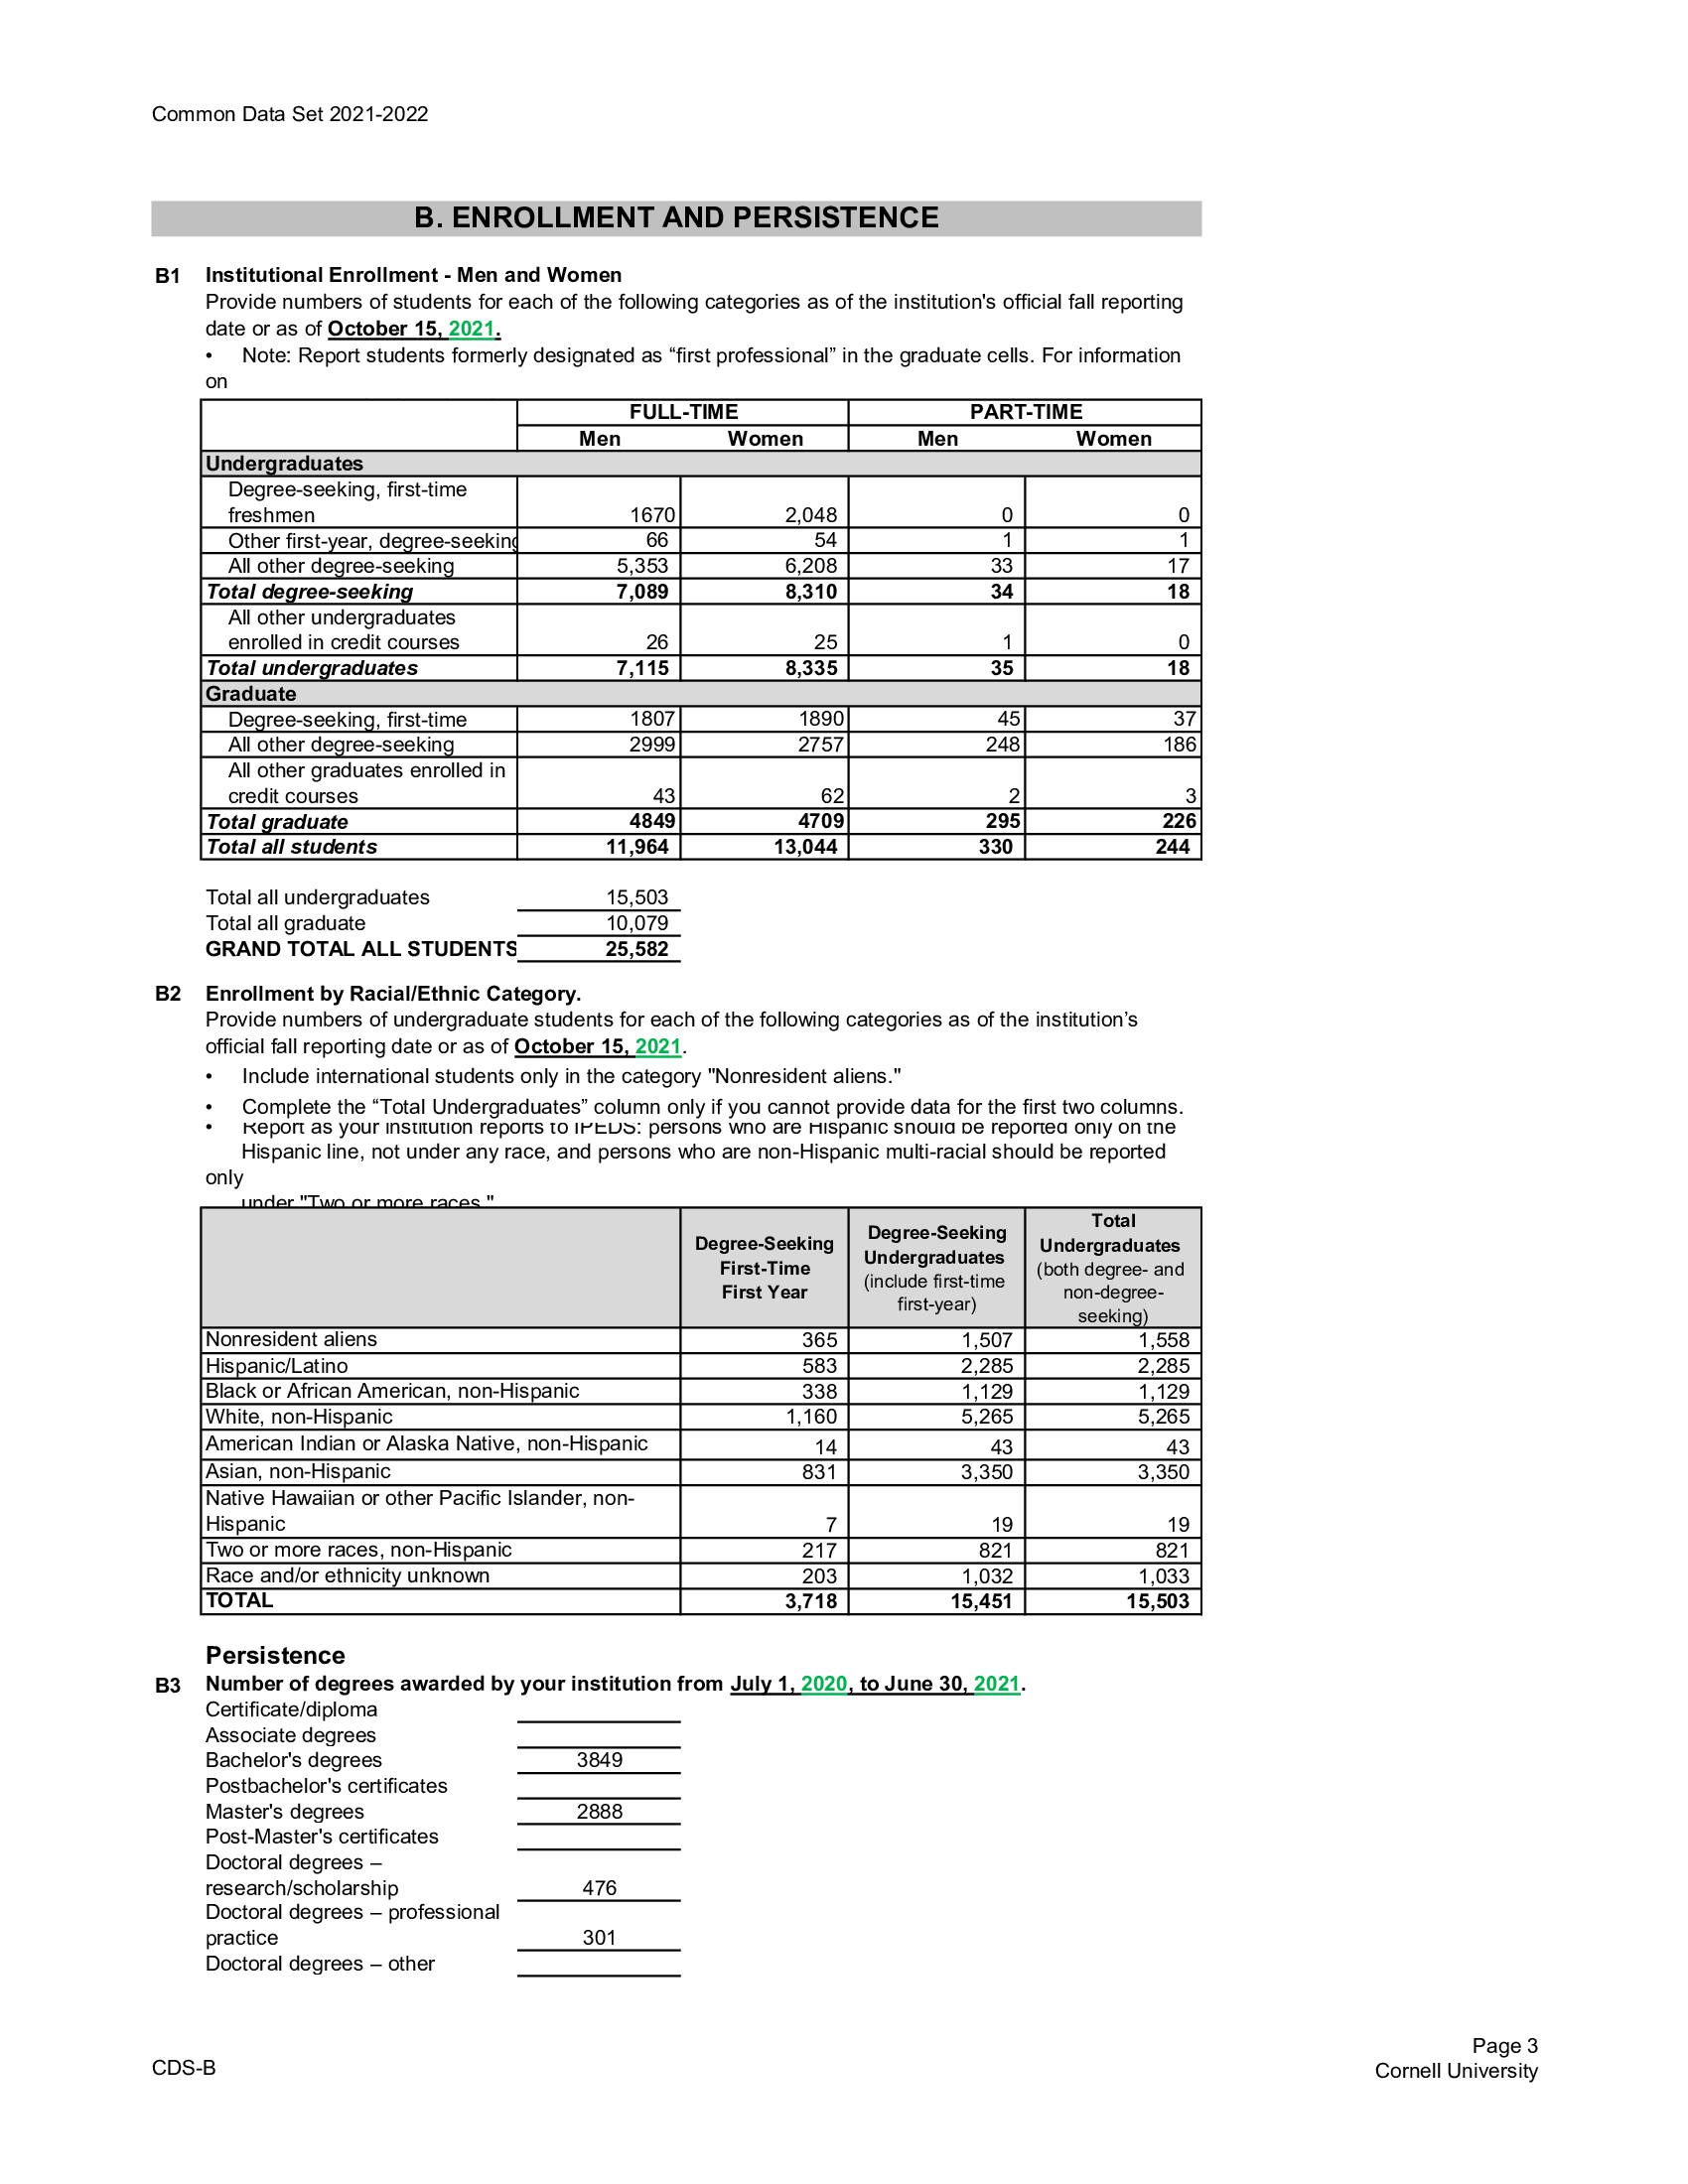 Common Data Set 2021-2022
B. ENROLLMENT AND PERSISTENCE
B1 Institutional Enrollment - Men and Women
Provide numbers of students for each of the following categories as of the institution's official fall reporting
date or as of October 15, 2021.
• Note: Report students formerly designated as “first professional” in the graduate cells. For information
on
FULL-TIME PART-TIME
Men Women Men Women
Undergraduates
Degree-seeking, first-time
freshmen 1670 2,048 0 0
Other first-year, degree-seeking 66 54 1 1
All other degree-seeking 5,353 6,208 33 17
Total degree-seeking 7,089 8,310 34 18
All other undergraduates
enrolled in credit courses 26 25 1 0
Total undergraduates 7,115 8,335 35 18
Graduate
Degree-seeking, first-time 1807 1890 45 37
All other degree-seeking 2999 2757 248 186
All other graduates enrolled in
credit courses 43 62 2 3
Total graduate 4849 4709 295 226
Total all students 11,964 13,044 330 244
Total all undergraduates 15,503
Total all graduate 10,079
GRAND TOTAL ALL STUDENTS 25,582
B2 Enrollment by Racial/Ethnic Category.
Provide numbers of undergraduate students for each of the following categories as of the institution’s
official fall reporting date or as of October 15, 2021.
• Include international students only in the category "Nonresident aliens."
• Complete the “Total Undergraduates” column only if you cannot provide data for the first two columns.
• Report as your institution reports to IPEDS: persons who are Hispanic should be reported only on the
Hispanic line, not under any race, and persons who are non-Hispanic multi-racial should be reported
only
under "Two or more races."
Degree-Seeking
First-Time
First Year
Degree-Seeking
Undergraduates
(include first-time
first-year)
Total
Undergraduates
(both degree- and
non-degree-
seeking)
Nonresident aliens 365 1,507 1,558
Hispanic/Latino 583 2,285 2,285
Black or African American, non-Hispanic 338 1,129 1,129
White, non-Hispanic 1,160 5,265 5,265
American Indian or Alaska Native, non-Hispanic 14 43 43
Asian, non-Hispanic 831 3,350 3,350
Native Hawaiian or other Pacific Islander, non-
Hispanic 7 19 19
Two or more races, non-Hispanic 217 821 821
Race and/or ethnicity unknown 203 1,032 1,033
TOTAL 3,718 15,451 15,503
Persistence
B3 Number of degrees awarded by your institution from July 1, 2020, to June 30, 2021.
Certificate/diploma
Associate degrees
Bachelor's degrees 3849
Postbachelor's certificates
Master's degrees 2888
Post-Master's certificates
Doctoral degrees –
research/scholarship 476
Doctoral degrees – professional
practice 301
Doctoral degrees – other
CDS-B
Page 3
Cornell University